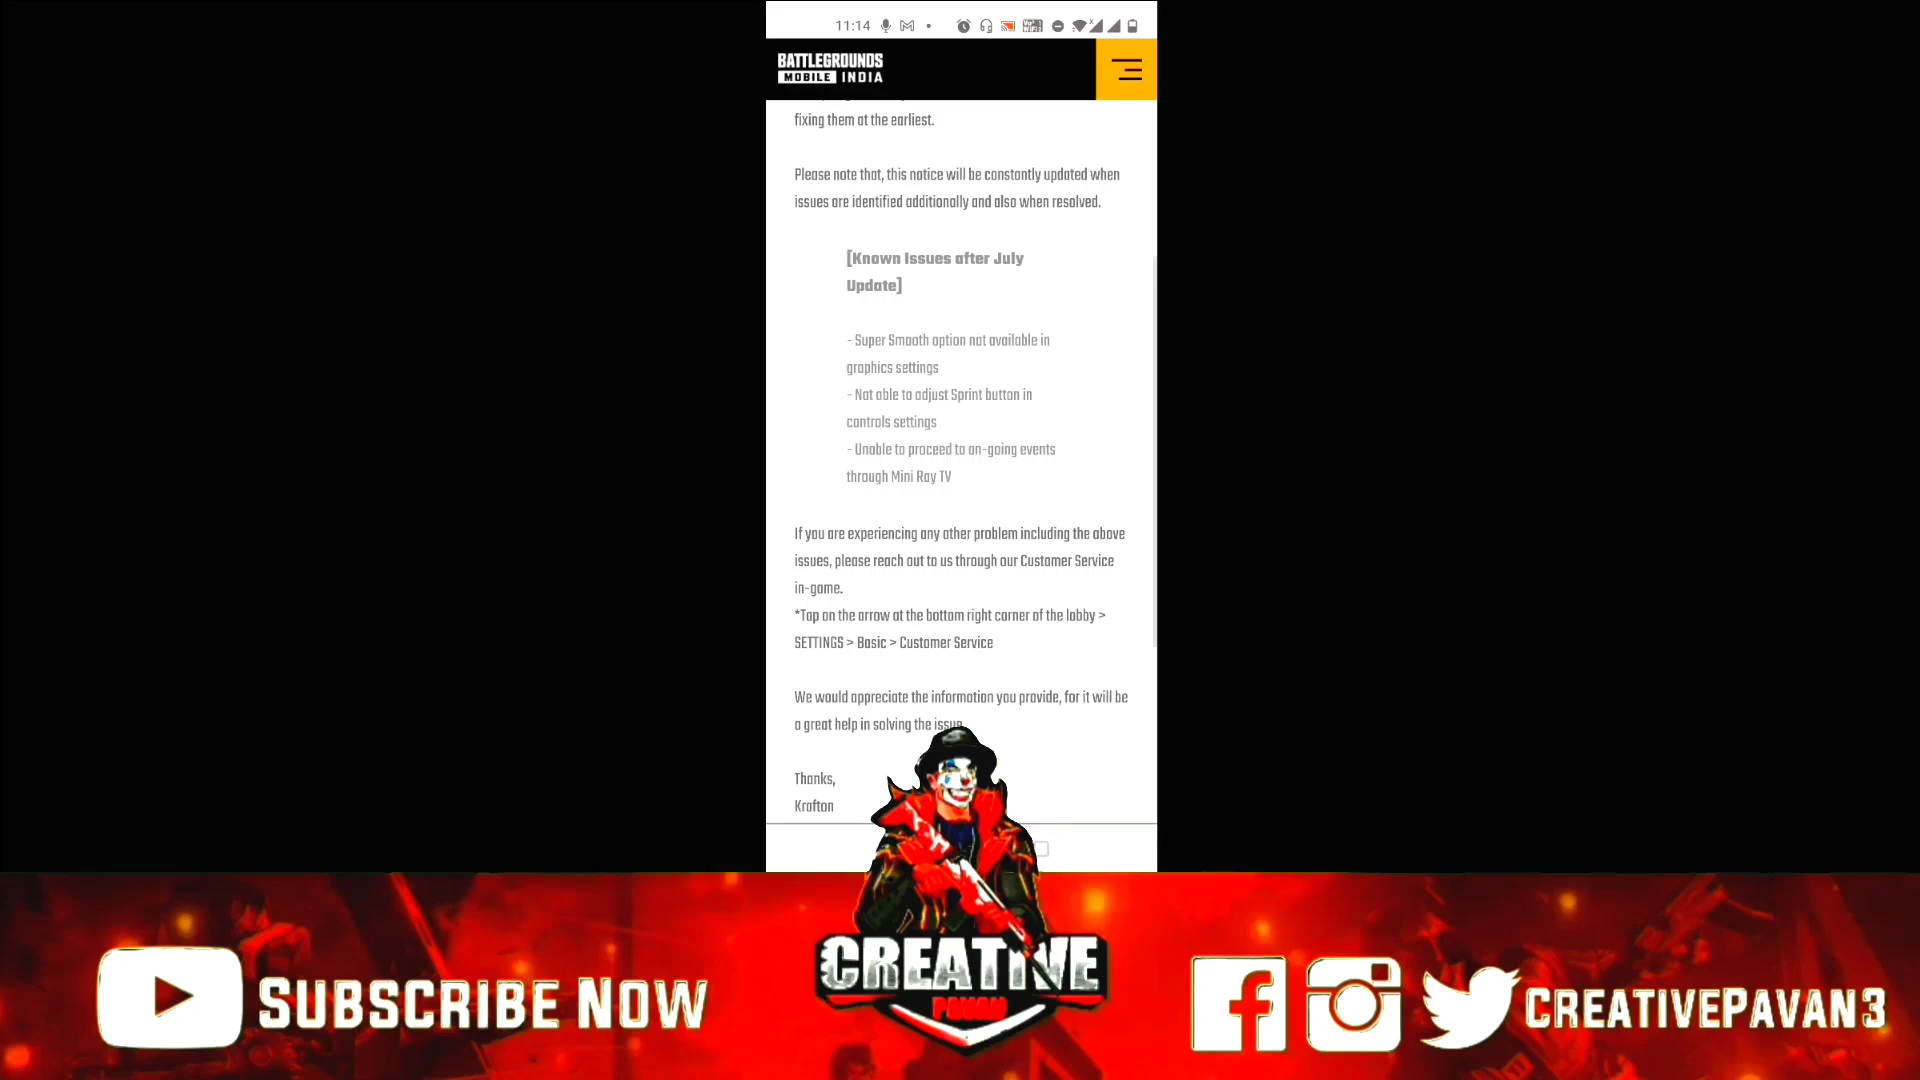 11:14
BATTLEGROUNDS
MOBILE INDIA
fixing them at the earliest.
Please note that, this notice will be constantly updated when
issues are identified additionally and also when resolved.
[Known Issues after July
Update]
- Super Smooth option not available in
graphics settings
- Not able to adjust Sprint button in
controls settings
- Unable to proceed to on-going events
through Mini Ray TV
If you are experiencing any other problem including the above
issues, please reach out to us through our Customer Service
in-game.
*Tap on the arrow at the bottom right corner of the lobby >
SETTINGS > Basic > Customer Service
We would appreciate the information you provide, for it will be
a great help in solving the issue
Thanks,
Krafton
SUBSCRIBE NOW
CREATIVE
PAVAN
CREATIVEPAVAN3